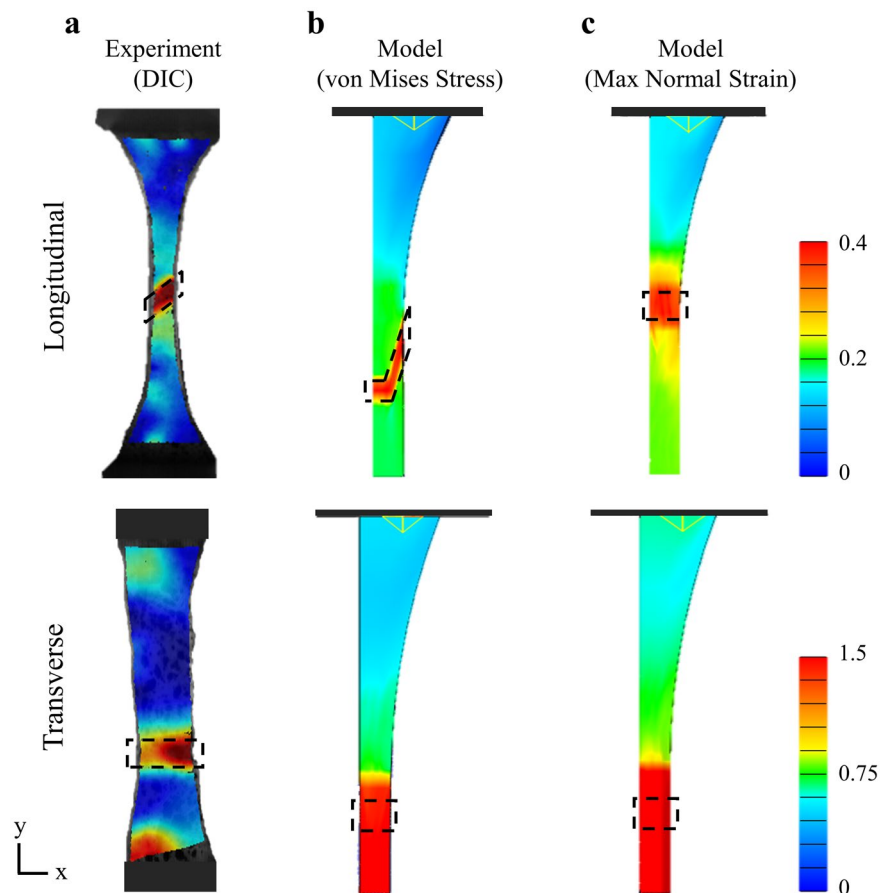 a
Experiment
(DIC)
b
Model
(von Mises Stress)
c
Model
(Max Normal Strain)
Longitudinal
0.4
0.2
0
Transverse
1.5
0.75
0
y
x